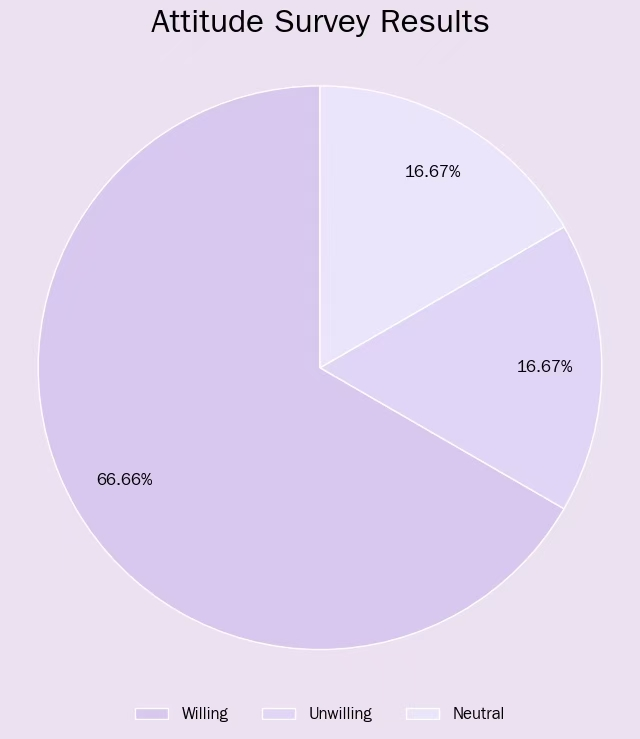 Attitude Survey Results
16.67%
16.67%
66.66%
Willing
Unwilling
Neutral